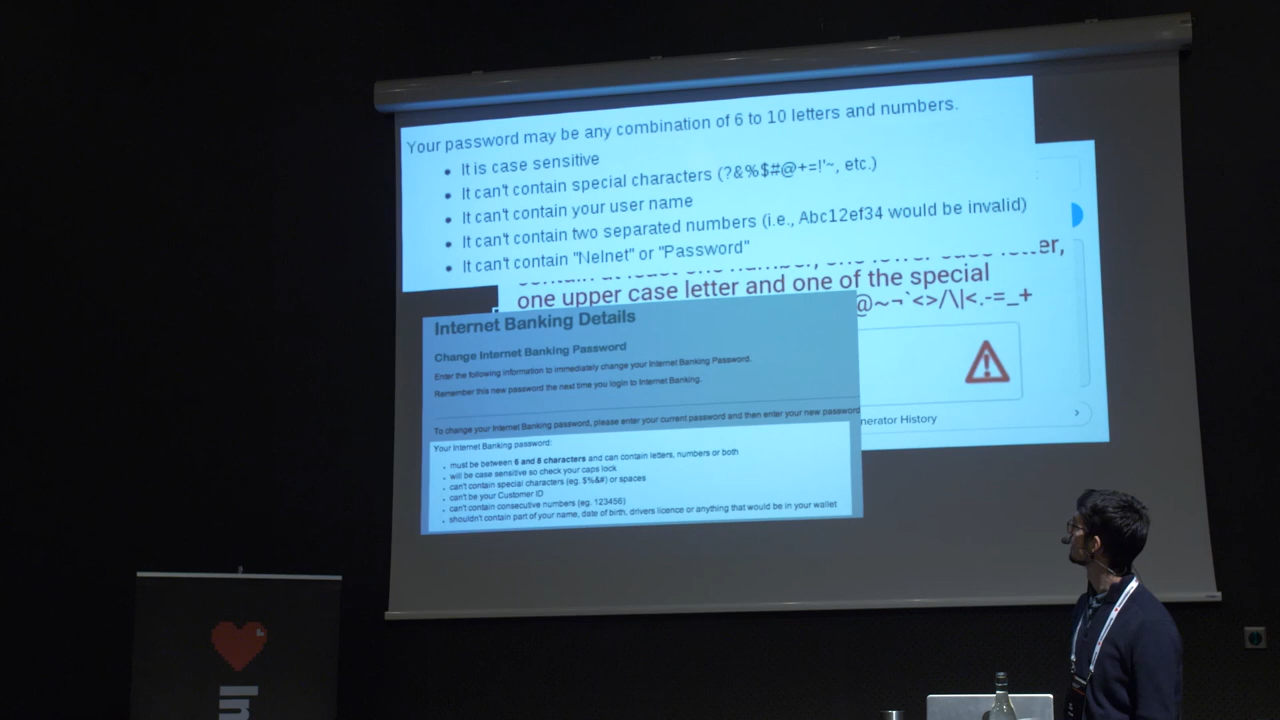 Your password may be any combination of 6 to 10 letters and numbers.
• It is case sensitive
• It can't contain special characters (?&%$#@+=!'~, etc.)
• It can't contain your user name
• It can't contain two separated numbers (i.e., Abc12ef34 would be invalid)
• It can't contain "Nelnet" or "Password"
er,
one upper case letter and one of the special
@~¬`<>/\|<.-=_+
nerator History
Internet Banking Details
Change Internet Banking Password
Enter the following information to immediately change your Internet Banking Password.
Remember this new password the next time you login to Internet Banking.
To change your Internet Banking password, please enter your current password and then enter your new password
Your Internet Banking password:
• must be between 6 and 8 characters and can contain letters, numbers or both
• will be case sensitive so check your caps lock
• can't contain special characters (eg. $%&#) or spaces
• can't be your Customer ID
• can't contain consecutive numbers (eg. 123456)
• shouldn't contain part of your name, date of birth, drivers licence or anything that would be in your wallet
In